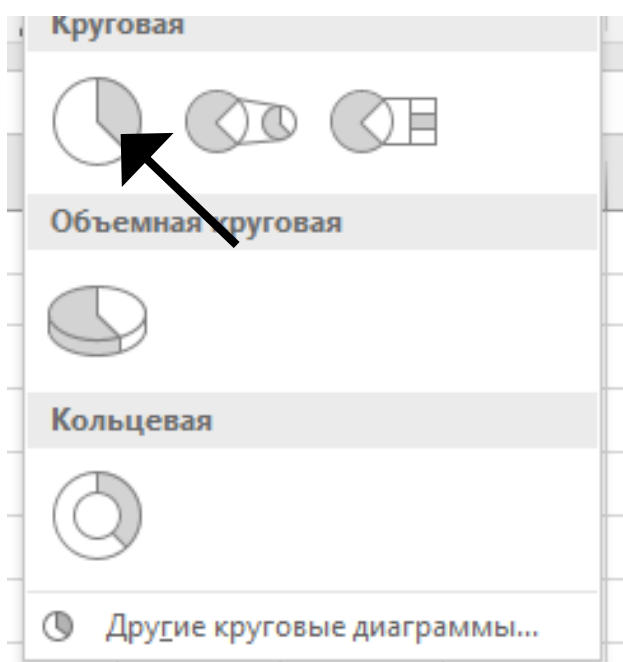 Круговая
Объемная круговая
Кольцевая
Другие круговые диаграммы...